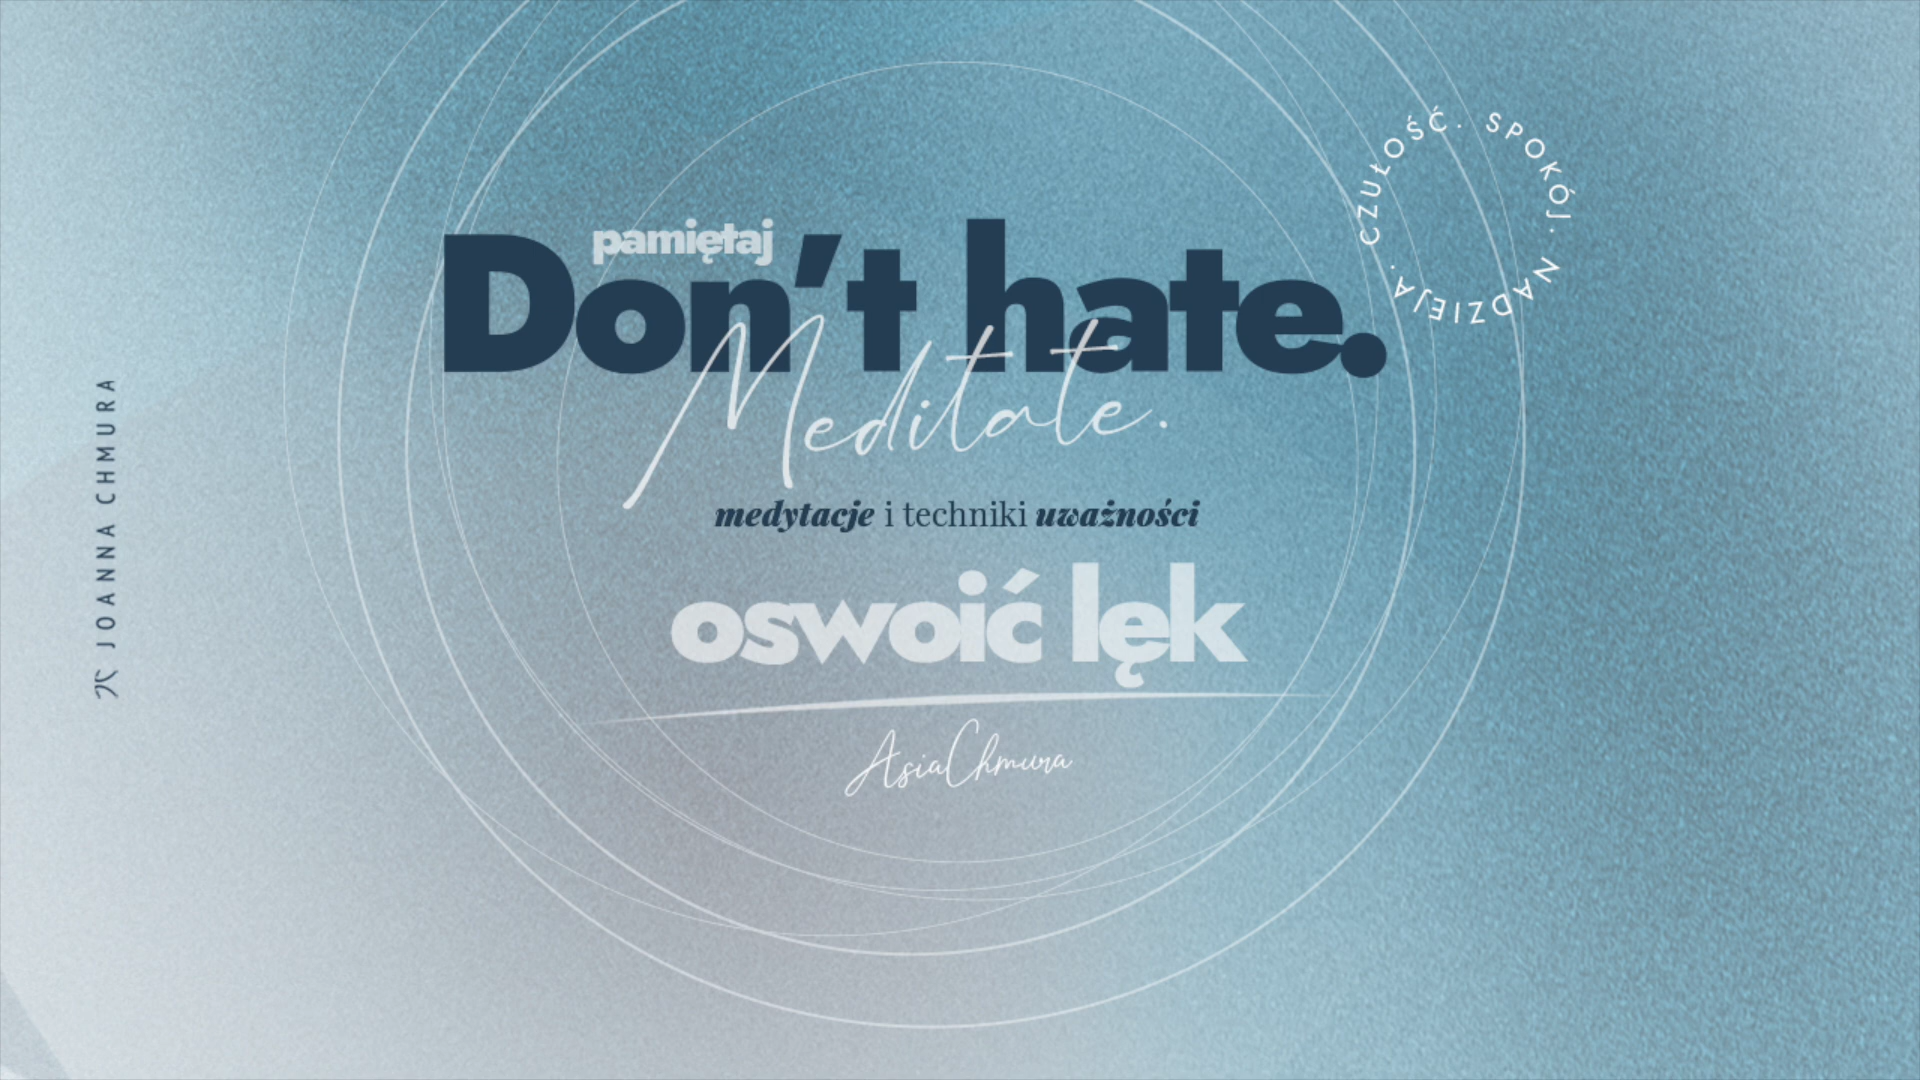 pamiętaj
Don't hate.
Meditate.
medytacje i techniki uważności
oswoić lęk
AsiaChmura
CZUŁOŚĆ. SPOKÓJ. NADZIEJA.
JOANNA CHMURA